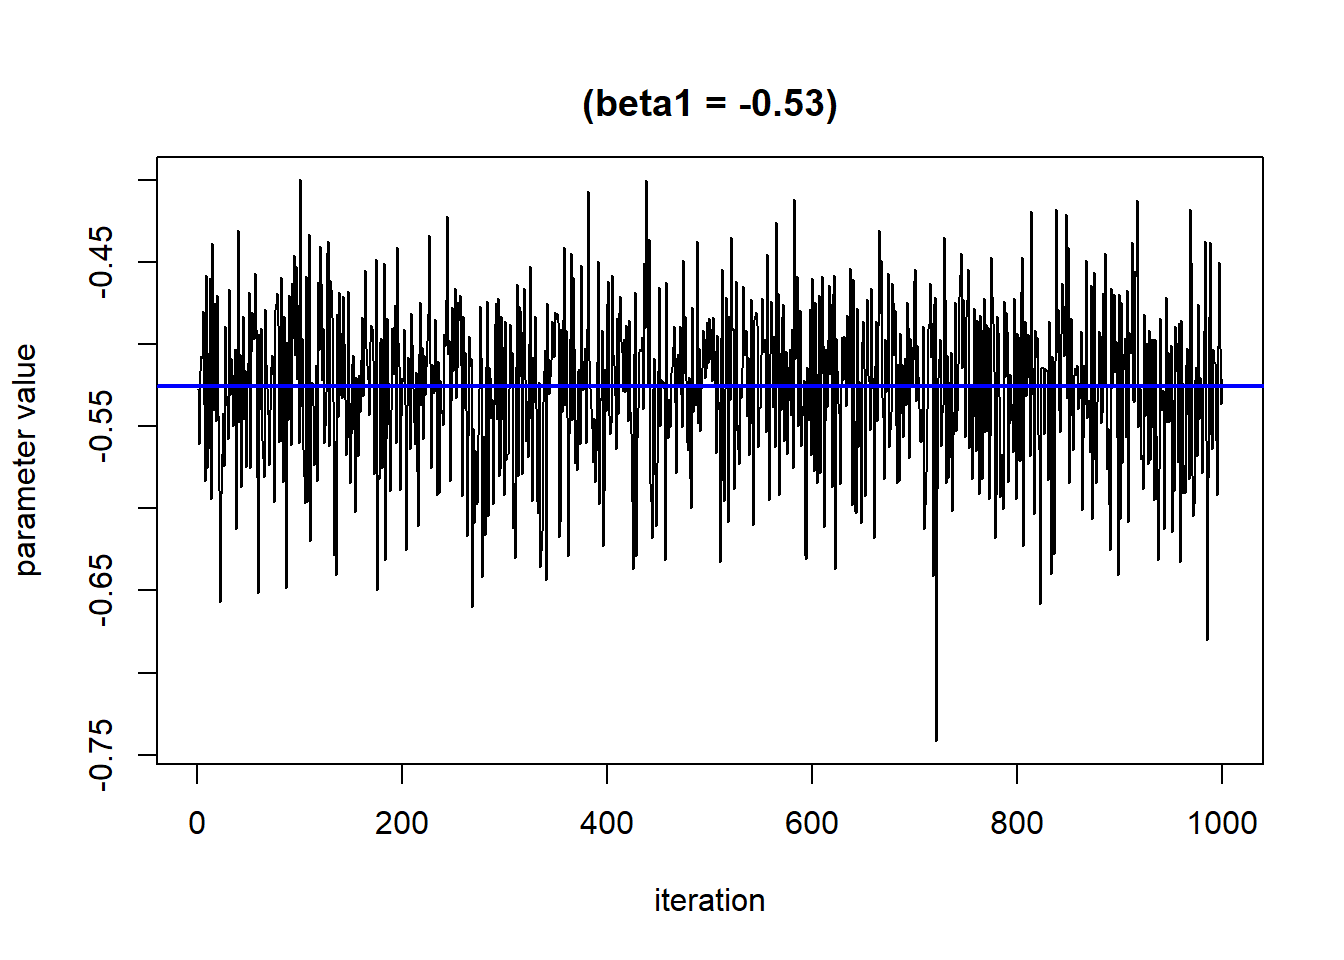 (beta1 = -0.53)
parameter value
-0.45
-0.55
-0.65
-0.75
0 200 400 600 800 1000
iteration